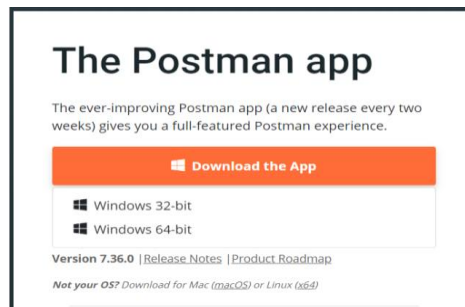 The Postman app
The ever-improving Postman app (a new release every two
weeks) gives you a full-featured Postman experience.
Download the App
Windows 32-bit
Windows 64-bit
Version 7.36.0 | Release Notes | Product Roadmap
Not your OS? Download for Mac (macOS) or Linux (x64)